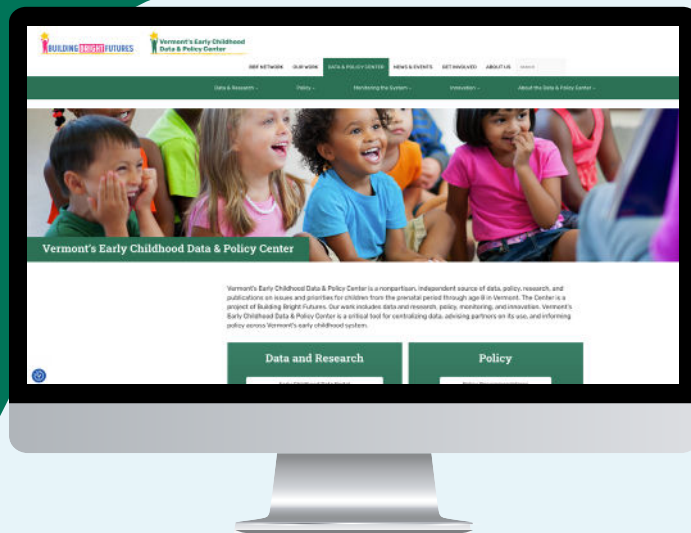 BUILDING BRIGHT FUTURES
Vermont's Early Childhood
Data & Policy Center
BBF NETWORK OUR WORK DATA & POLICY CENTER NEWS & EVENTS GET INVOLVED ABOUT US Search
Data & Research Policy Monitoring the System Innovation About the Data & Policy Center
Vermont's Early Childhood Data & Policy Center
Vermont's Early Childhood Data & Policy Center is a nonpartisan, independent source of data, policy, research, and
publications on issues and priorities for children from the prenatal period through age 8 in Vermont. The Center is a
project of Building Bright Futures. Our work includes data and research, policy, monitoring, and innovation. Vermont's
Early Childhood Data & Policy Center is a critical tool for centralizing data, advising partners on its use, and informing
policy across Vermont's early childhood system.
Data and Research Policy